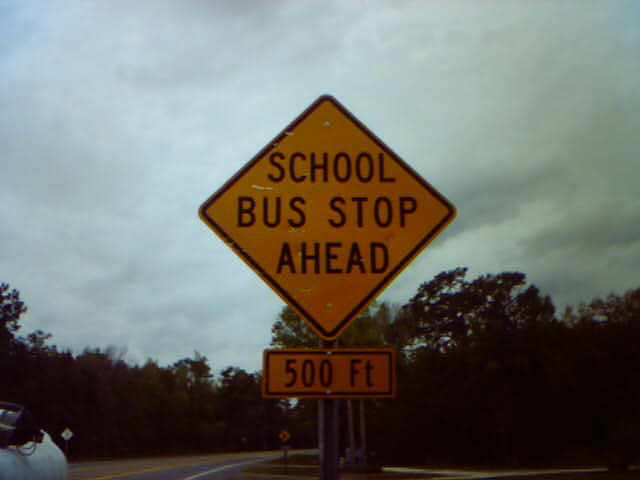 SCHOOL
BUS STOP
AHEAD
500 Ft